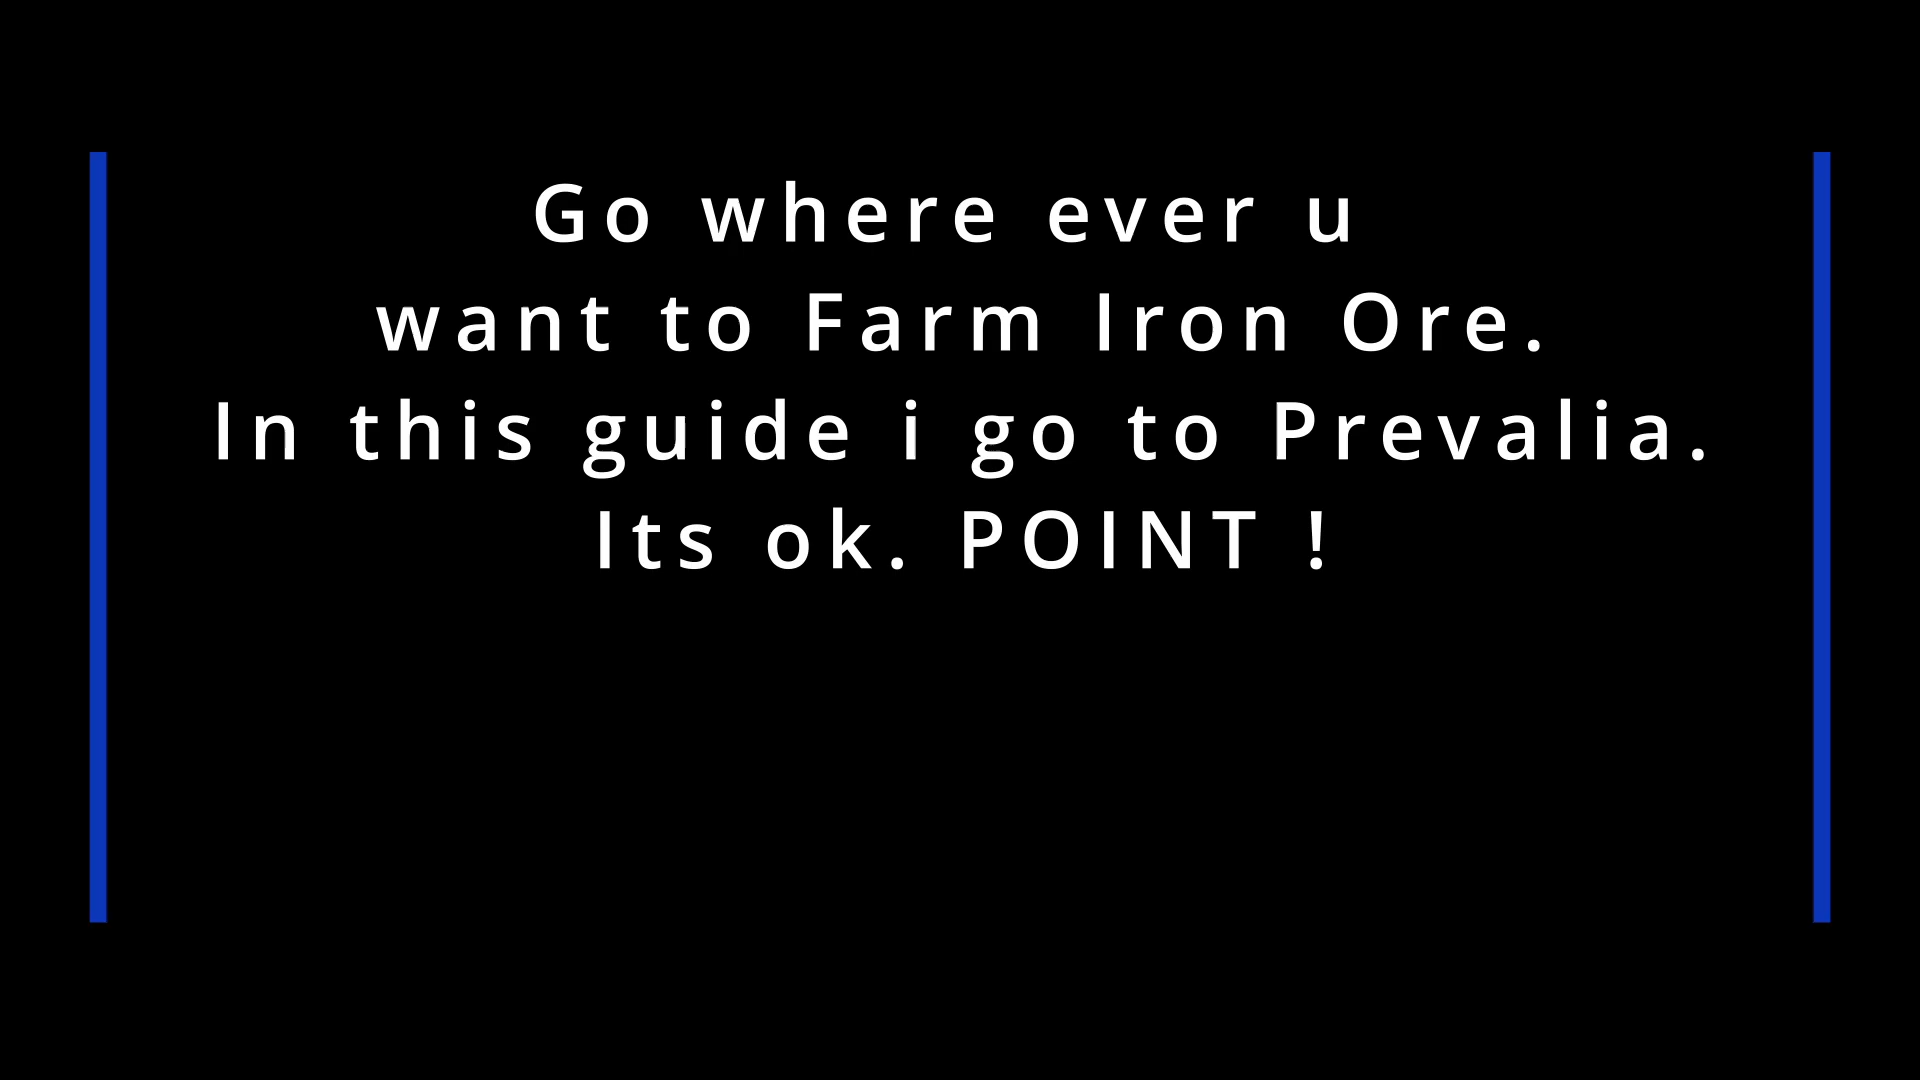 Go where ever u
want to Farm Iron Ore.
In this guide i go to Prevalia.
Its ok. POINT !